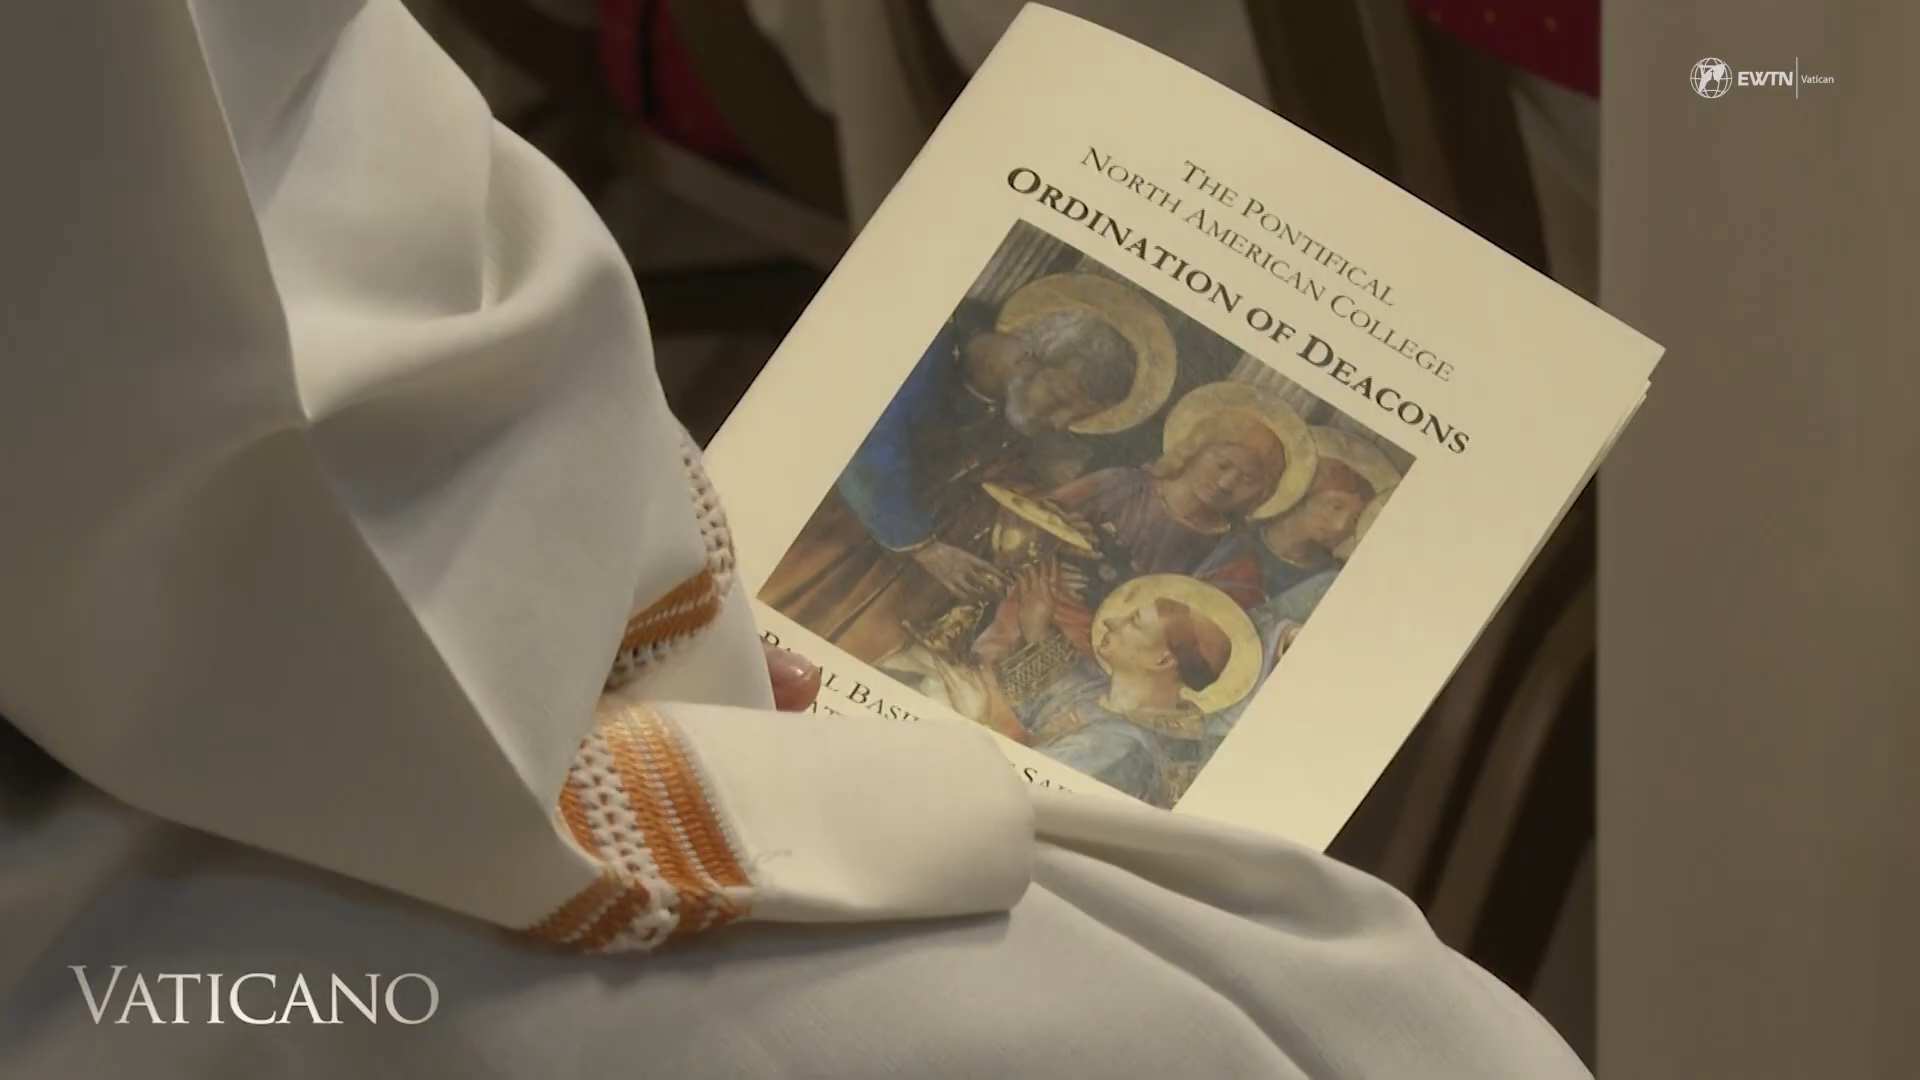 EWTN Vatican
THE PONTIFICAL
NORTH AMERICAN COLLEGE
ORDINATION OF DEACONS
VATICANO